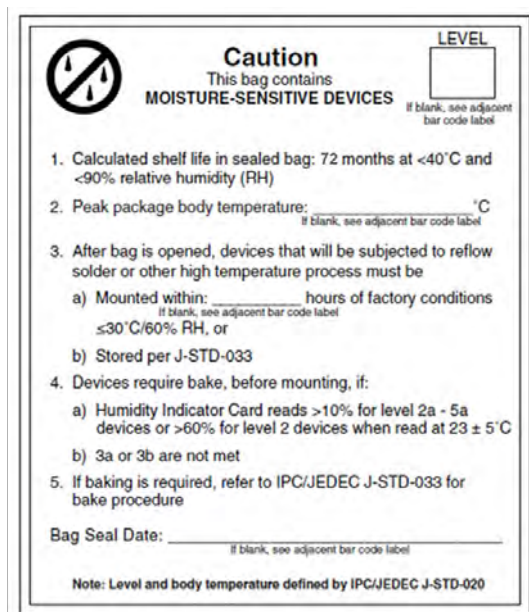 LEVEL
Caution
This bag contains
MOISTURE-SENSITIVE DEVICES
If blank, see adjacent
bar code label
1. Calculated shelf life in sealed bag: 72 months at <40˚C and
<90% relative humidity (RH)
2. Peak package body temperature: ____________________˚C
If blank, see adjacent bar code label
3. After bag is opened, devices that will be subjected to reflow
solder or other high temperature process must be
a) Mounted within: __________ hours of factory conditions
If blank, see adjacent bar code label
≤30˚C/60% RH, or
b) Stored per J-STD-033
4. Devices require bake, before mounting, if:
a) Humidity Indicator Card reads >10% for level 2a - 5a
devices or >60% for level 2 devices when read at 23 ± 5˚C
b) 3a or 3b are not met
5. If baking is required, refer to IPC/JEDEC J-STD-033 for
bake procedure
Bag Seal Date: ________________________________
If blank, see adjacent bar code label
Note: Level and body temperature defined by IPC/JEDEC J-STD-020